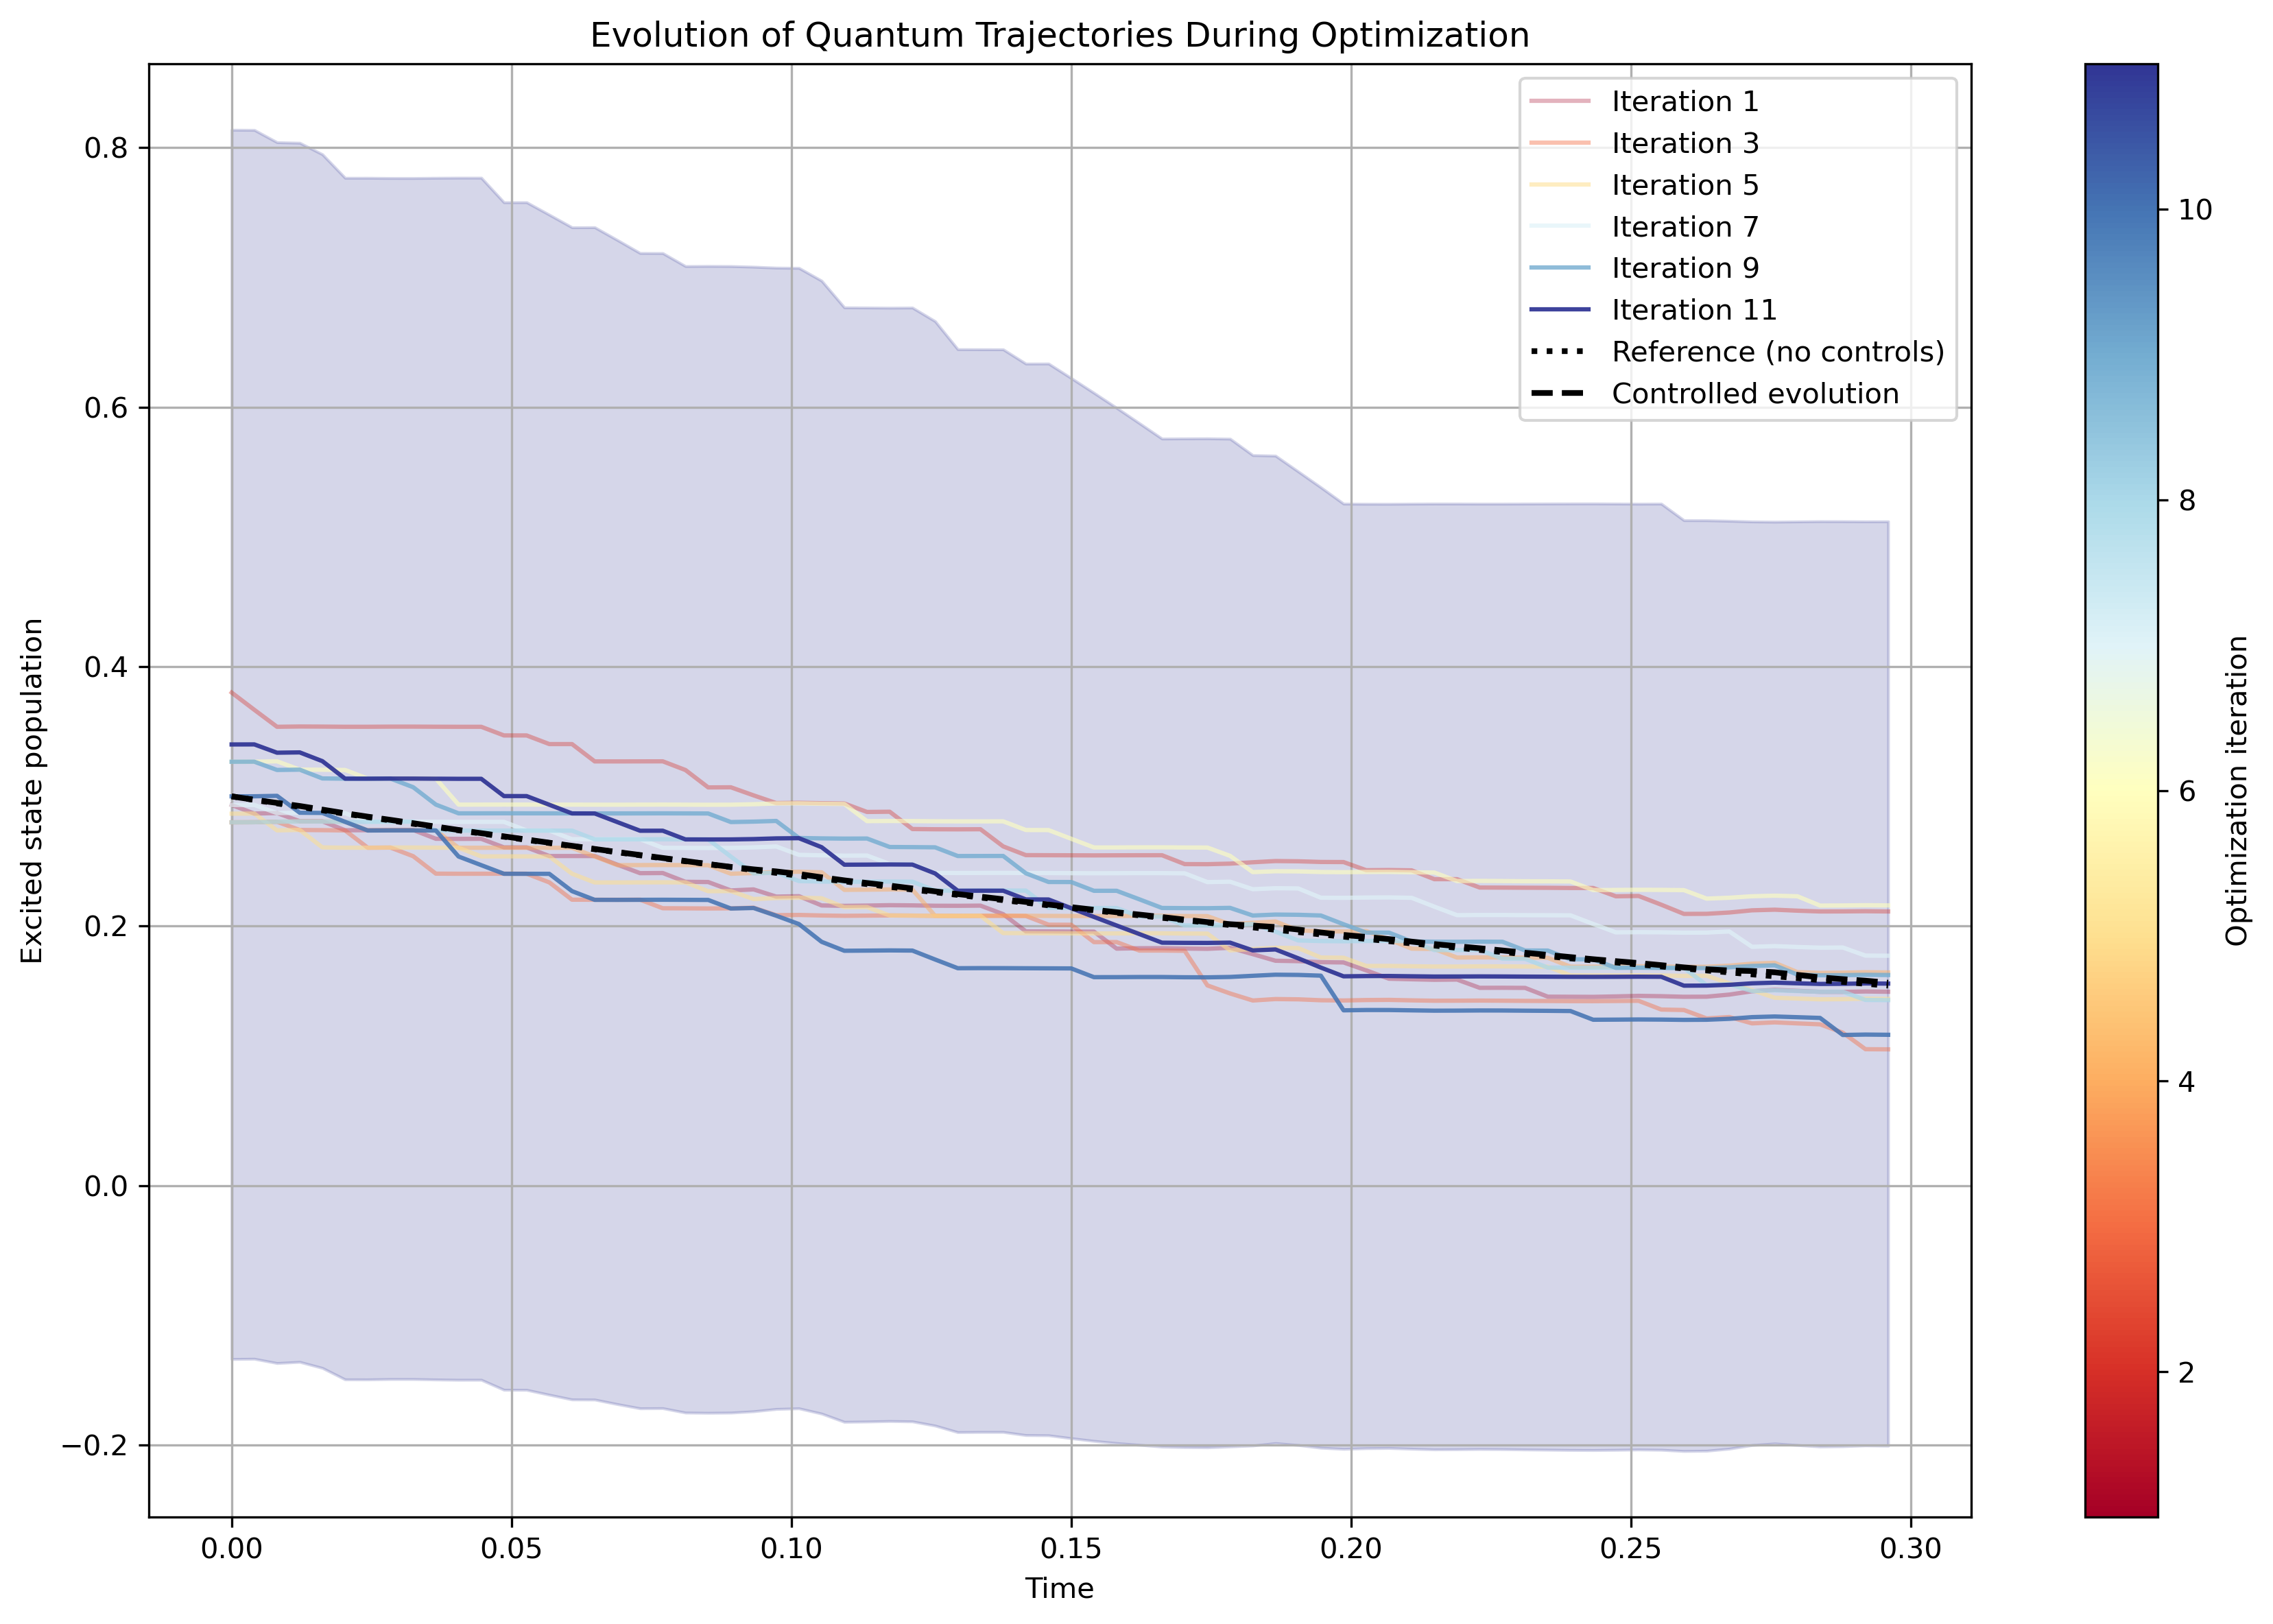 Evolution of Quantum Trajectories During Optimization
Excited state population
0.8
0.6
0.4
0.2
0.0
−0.2
0.00
0.05
0.10
0.15
0.20
0.25
0.30
Time
Iteration 1
Iteration 3
Iteration 5
Iteration 7
Iteration 9
Iteration 11
Reference (no controls)
Controlled evolution
10
8
6
4
2
Optimization iteration